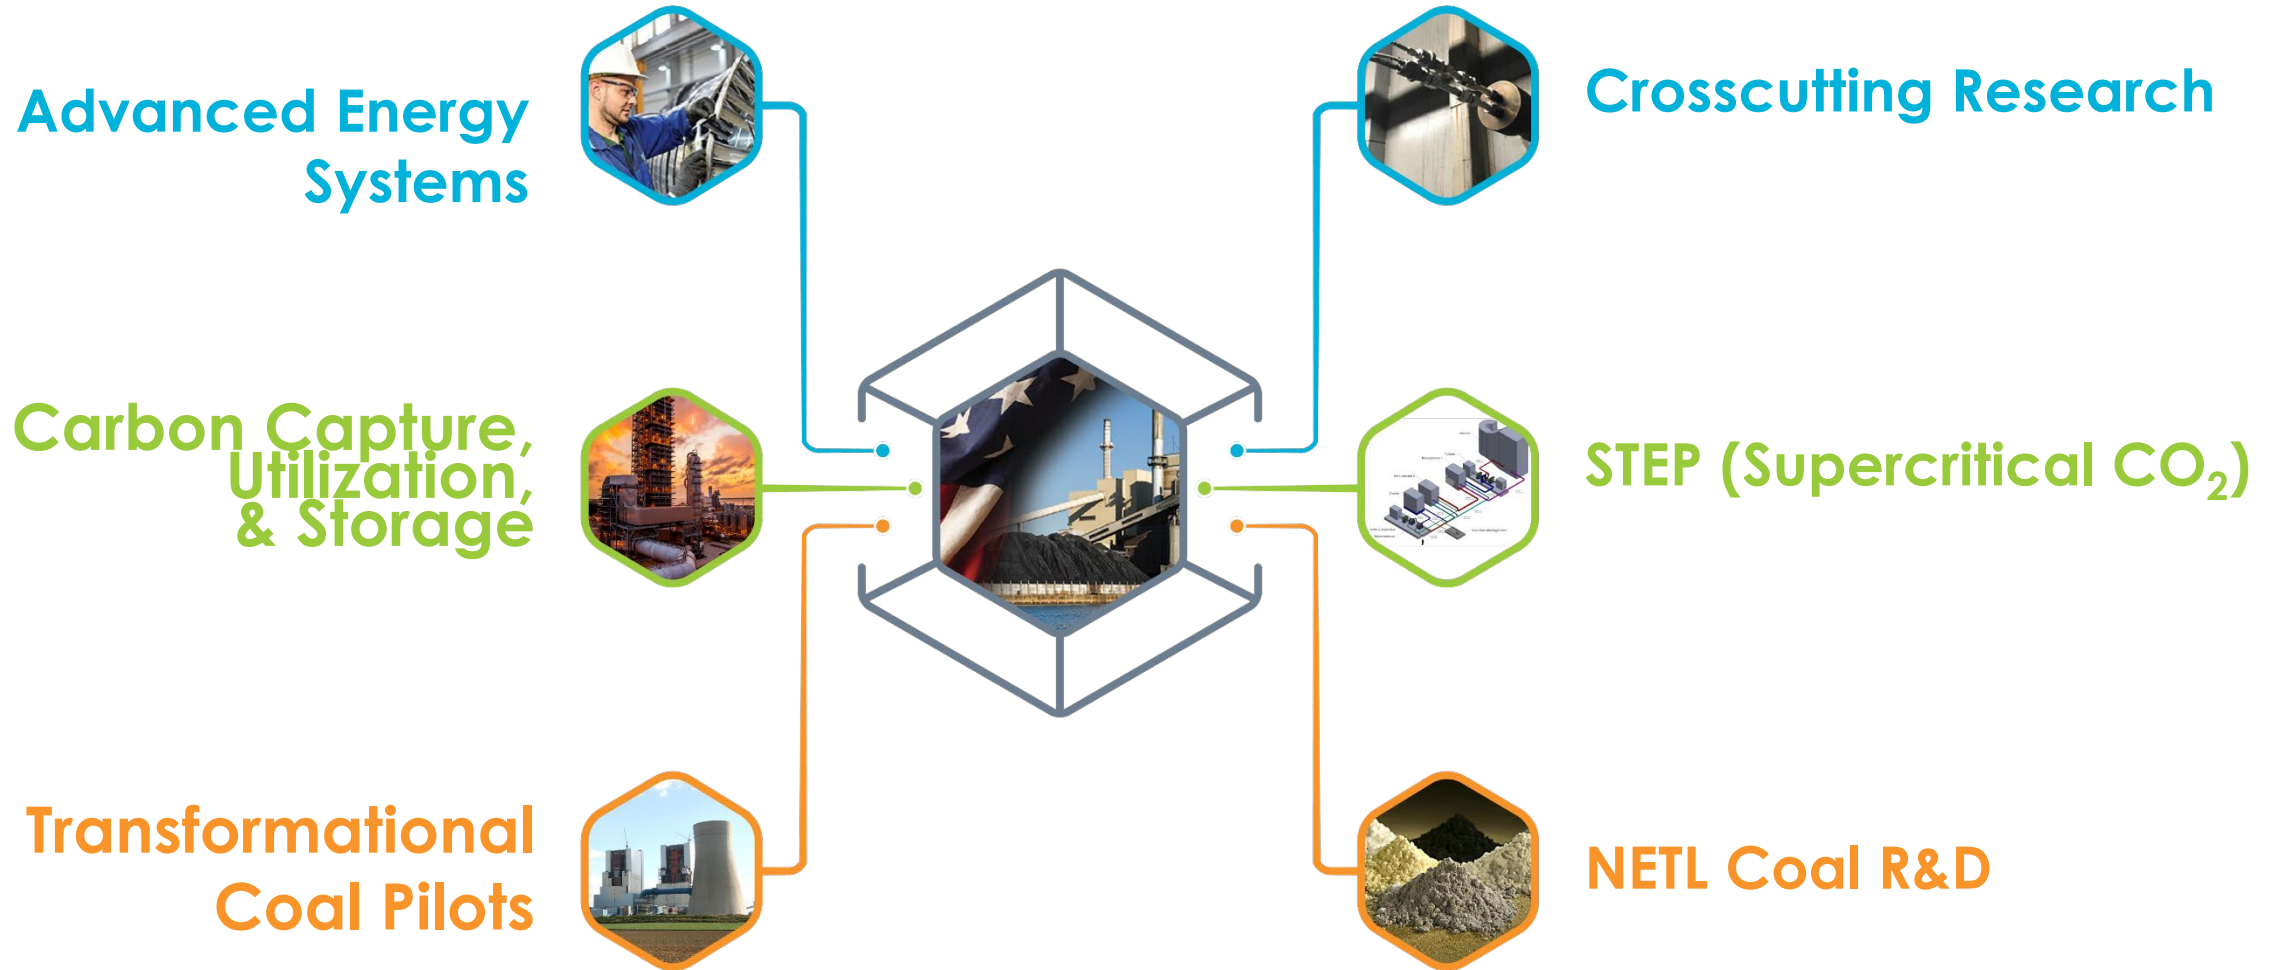 Advanced Energy
Systems
Crosscutting Research
Carbon Capture,
Utilization,
& Storage
STEP (Supercritical CO₂)
Transformational
Coal Pilots
NETL Coal R&D